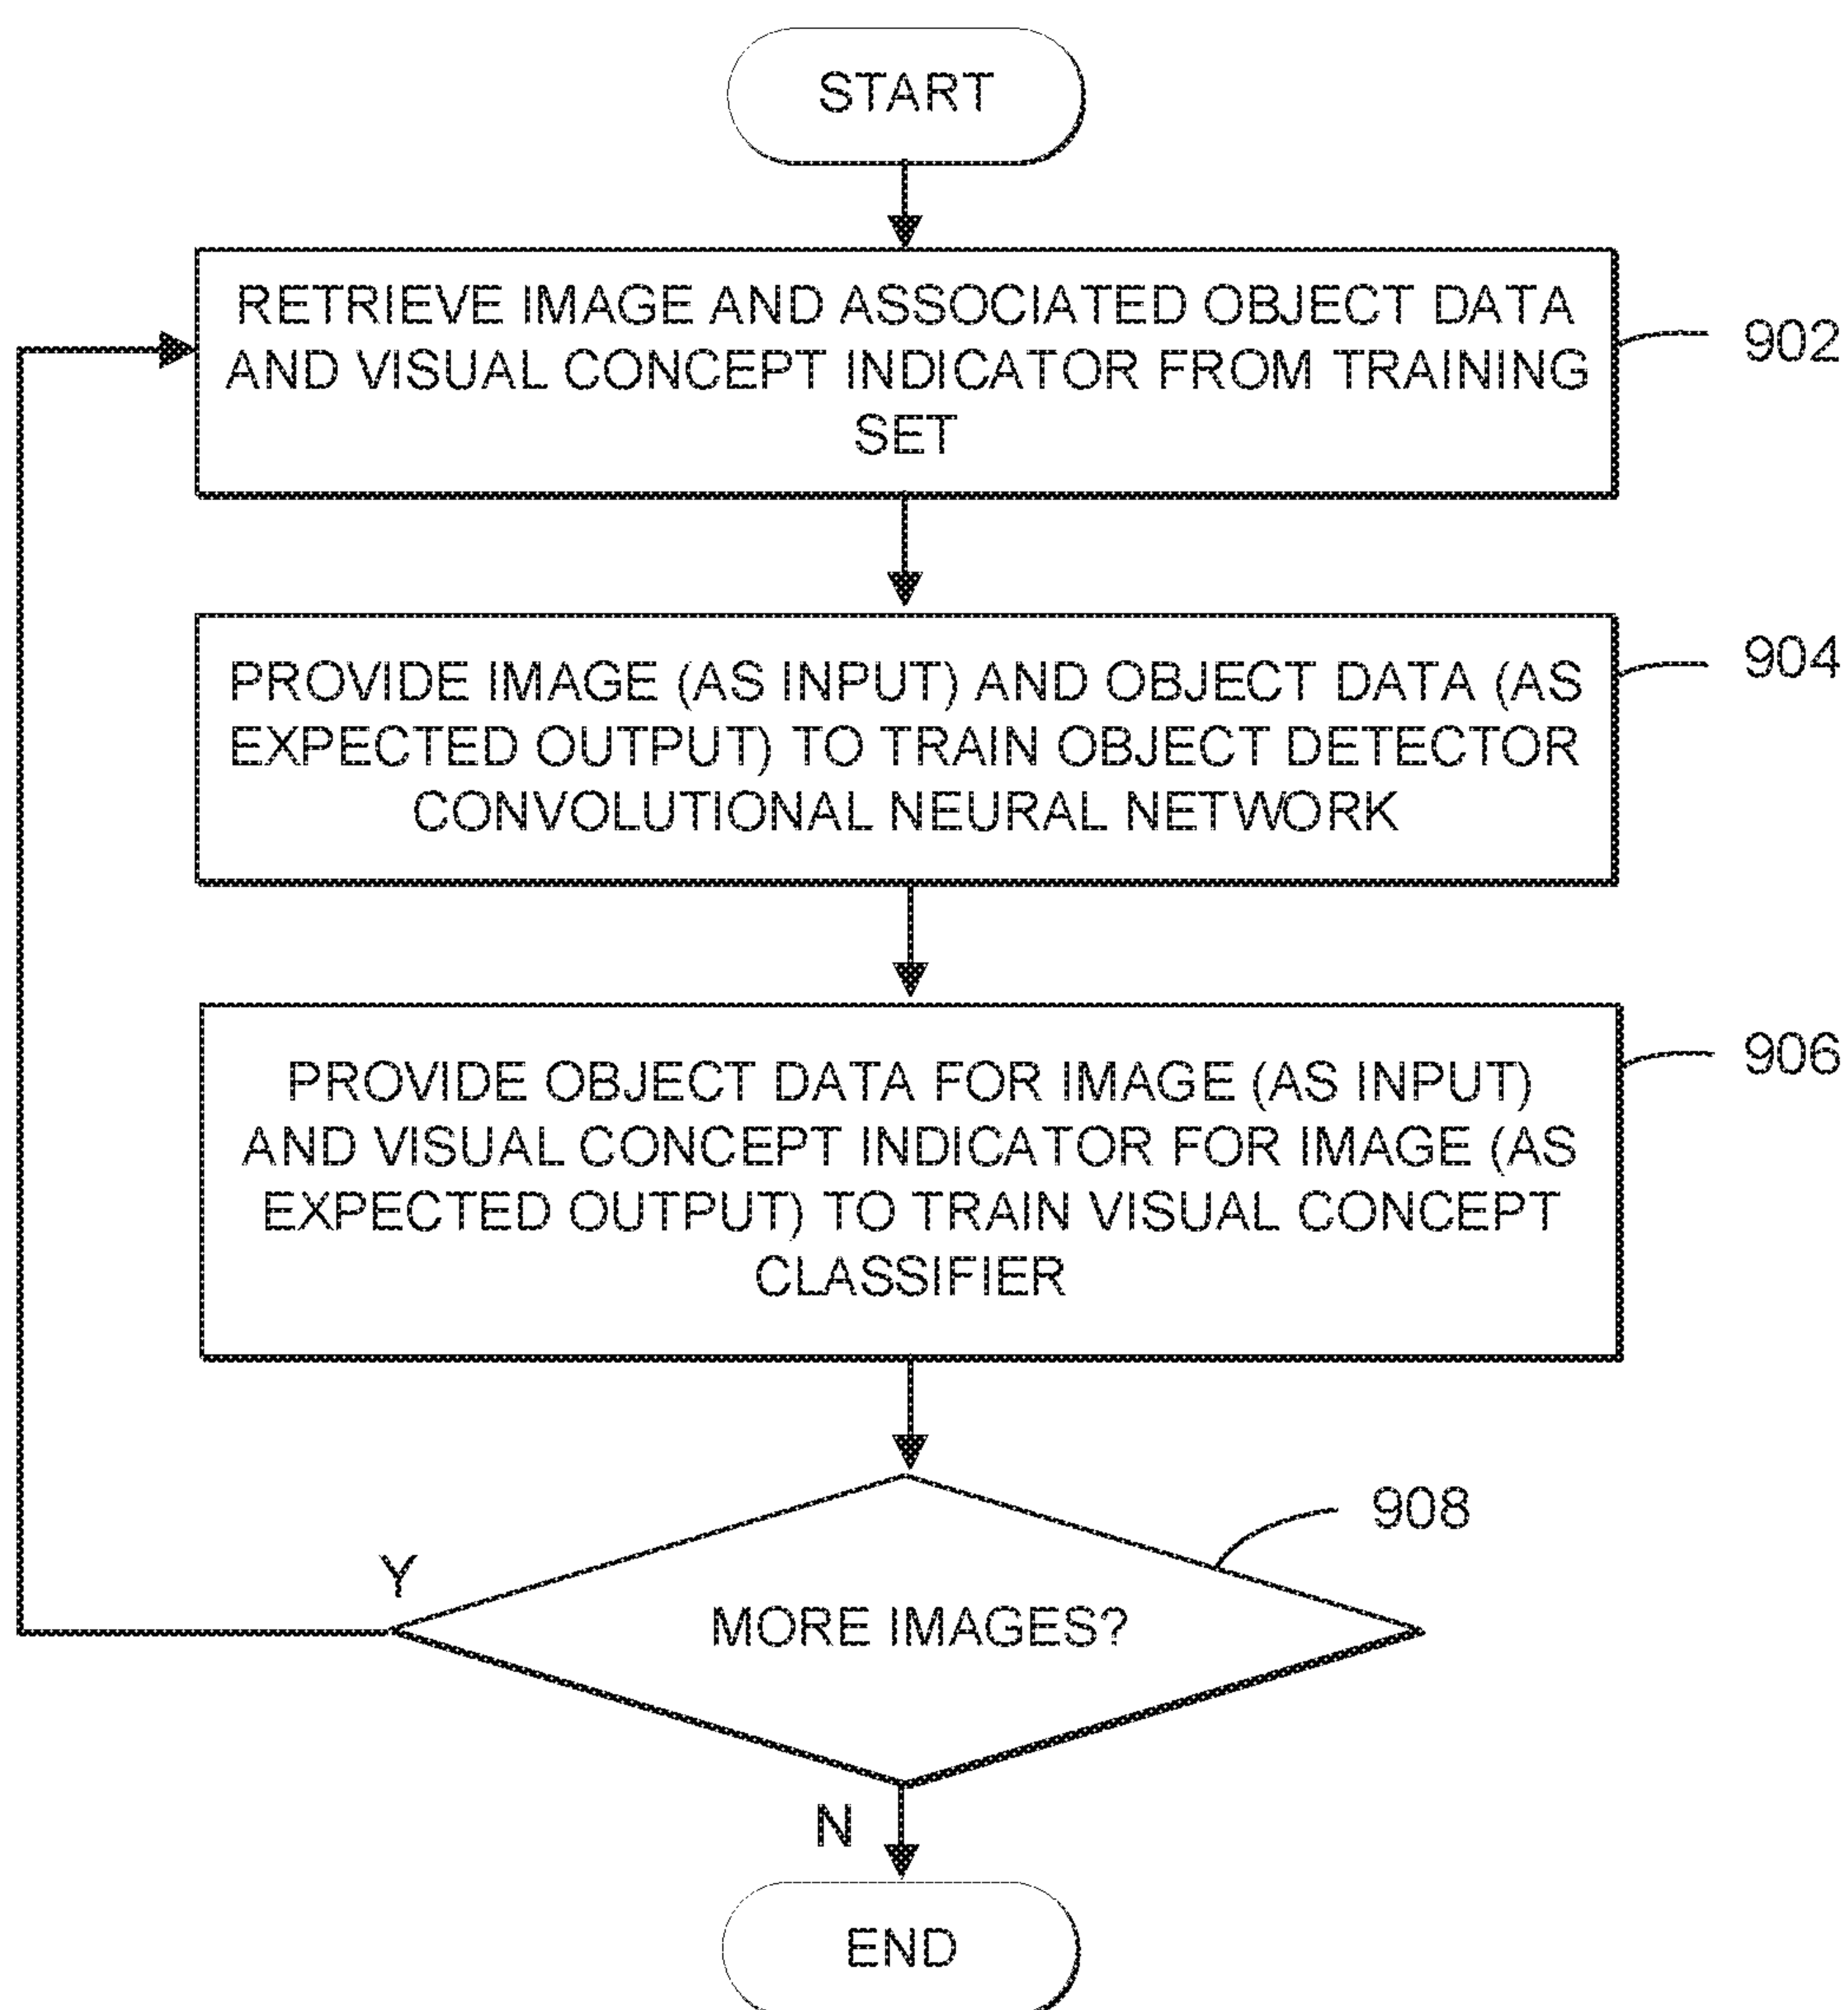 START
RETRIEVE IMAGE AND ASSOCIATED OBJECT DATA
AND VISUAL CONCEPT INDICATOR FROM TRAINING
SET
902
PROVIDE IMAGE (AS INPUT) AND OBJECT DATA (AS
EXPECTED OUTPUT) TO TRAIN OBJECT DETECTOR
CONVOLUTIONAL NEURAL NETWORK
904
PROVIDE OBJECT DATA FOR IMAGE (AS INPUT)
AND VISUAL CONCEPT INDICATOR FOR IMAGE (AS
EXPECTED OUTPUT) TO TRAIN VISUAL CONCEPT
CLASSIFIER
906
908
Y
MORE IMAGES?
N
END